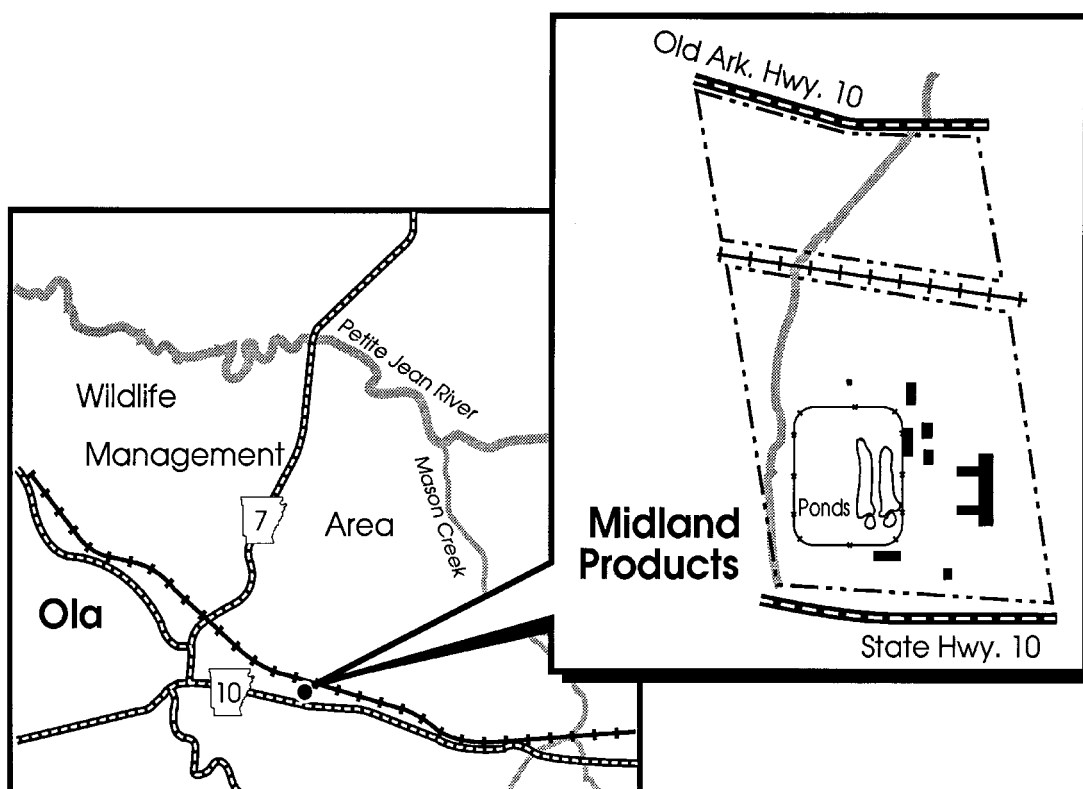 Old Ark. Hwy. 10
Petite Jean River
Wildlife
Management
7
Area
Mason Creek
Ola
10
Ponds
Midland
Products
State Hwy. 10